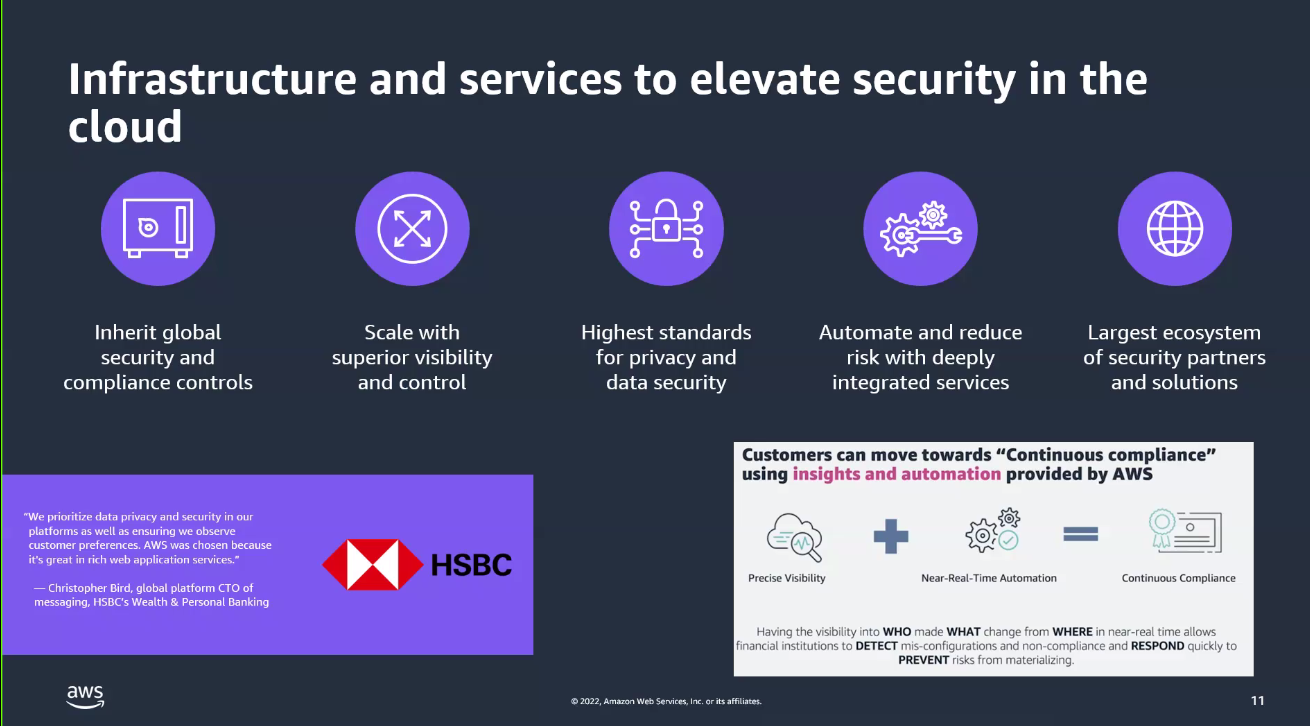 Infrastructure and services to elevate security in the
cloud
Inherit global
security and
compliance controls
Scale with
superior visibility
and control
Highest standards
for privacy and
data security
Automate and reduce
risk with deeply
integrated services
Largest ecosystem
of security partners
and solutions
“We prioritize data privacy and security in our
platforms as well as ensuring we observe
customer preferences. AWS was chosen because
it's great in rich web application services.”
— Christopher Bird, global platform CTO of
messaging, HSBC's Wealth & Personal Banking
HSBC
Customers can move towards “Continuous compliance”
using insights and automation provided by AWS
Precise Visibility
Near-Real-Time Automation
Continuous Compliance
Having the visibility into WHO made WHAT change from WHERE in near-real time allows
financial institutions to DETECT mis-configurations and non-compliance and RESPOND quickly to
PREVENT risks from materializing.
aws
© 2022, Amazon Web Services, Inc. or its affiliates.
11